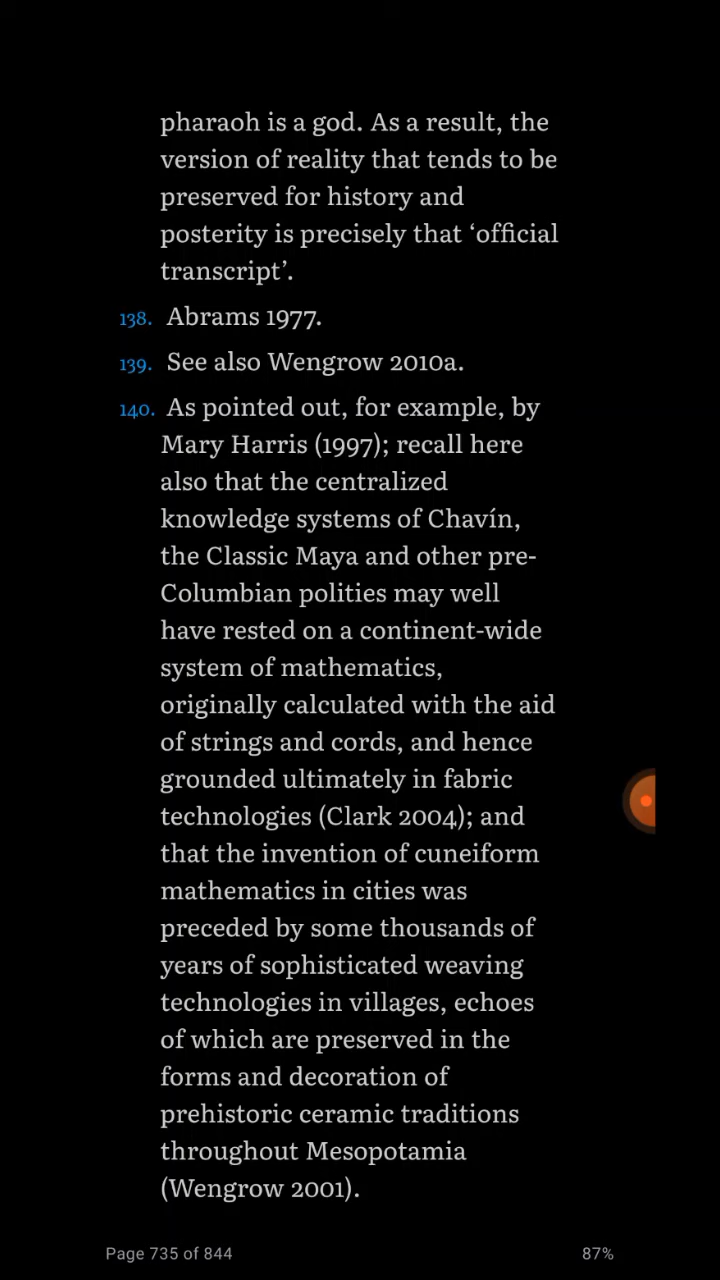 pharaoh is a god. As a result, the
version of reality that tends to be
preserved for history and
posterity is precisely that ‘official
transcript’.
138. Abrams 1977.
139. See also Wengrow 2010a.
140. As pointed out, for example, by
Mary Harris (1997); recall here
also that the centralized
knowledge systems of Chavín,
the Classic Maya and other pre-
Columbian polities may well
have rested on a continent-wide
system of mathematics,
originally calculated with the aid
of strings and cords, and hence
grounded ultimately in fabric
technologies (Clark 2004); and
that the invention of cuneiform
mathematics in cities was
preceded by some thousands of
years of sophisticated weaving
technologies in villages, echoes
of which are preserved in the
forms and decoration of
prehistoric ceramic traditions
throughout Mesopotamia
(Wengrow 2001).
Page 735 of 844 87%